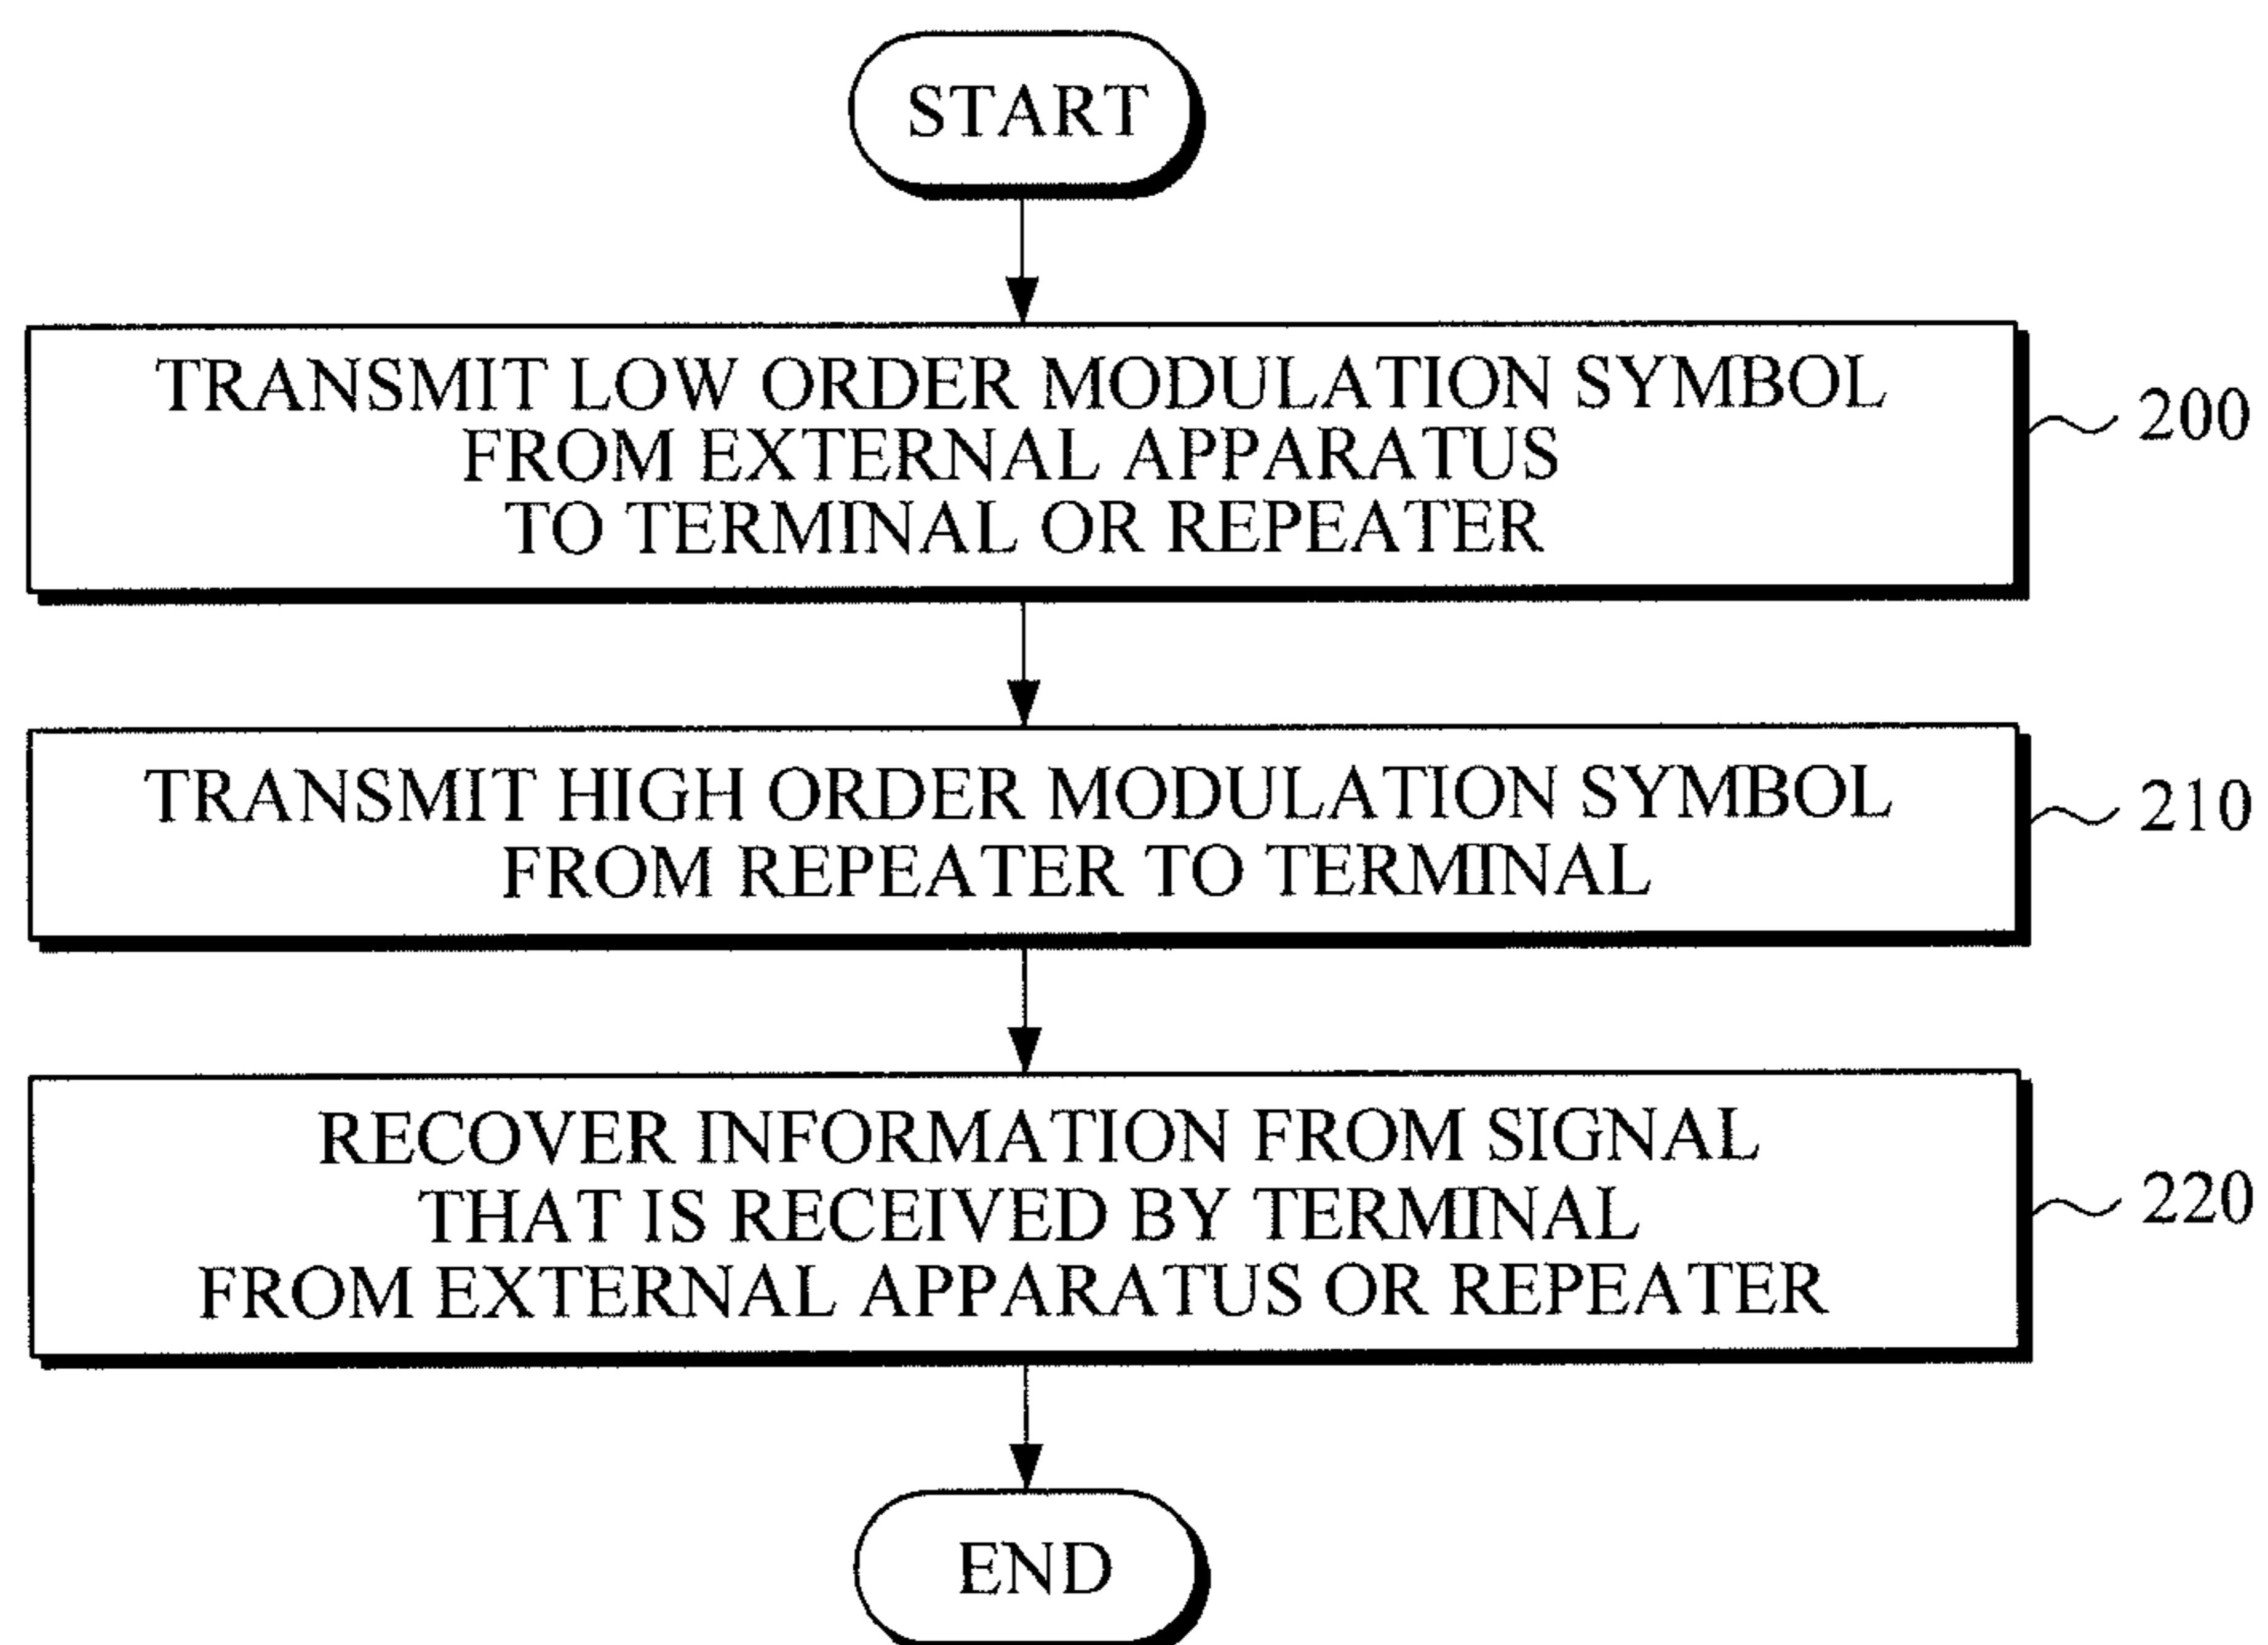 START
TRANSMIT LOW ORDER MODULATION SYMBOL
FROM EXTERNAL APPARATUS
TO TERMINAL OR REPEATER
200
TRANSMIT HIGH ORDER MODULATION SYMBOL
FROM REPEATER TO TERMINAL
210
RECOVER INFORMATION FROM SIGNAL
THAT IS RECEIVED BY TERMINAL
FROM EXTERNAL APPARATUS OR REPEATER
220
END